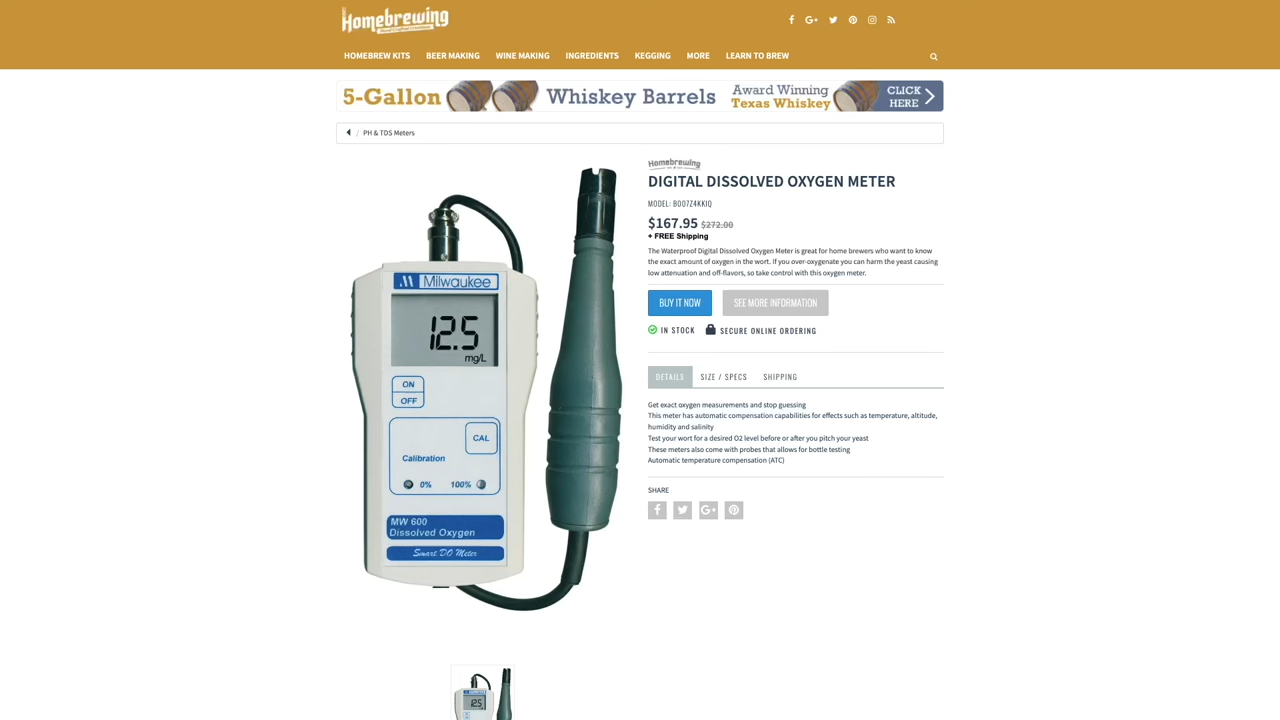 Homebrewing
HOMEBREW KITS BEER MAKING WINE MAKING INGREDIENTS KEGGING MORE LEARN TO BREW
5-Gallon Whiskey Barrels Award Winning Texas Whiskey CLICK HERE
/ PH & TDS Meters
Homebrewing
DIGITAL DISSOLVED OXYGEN METER
MODEL: B007Z4KKIQ
$167.95 $272.00
+ FREE Shipping
The Waterproof Digital Dissolved Oxygen Meter is great for home brewers who want to know
the exact amount of oxygen in the wort. If you over-oxygenate you can harm the yeast causing
low attenuation and off-flavors, so take control with this oxygen meter.
BUY IT NOW SEE MORE INFORMATION
IN STOCK SECURE ONLINE ORDERING
DETAILS SIZE / SPECS SHIPPING
Get exact oxygen measurements and stop guessing
This meter has automatic compensation capabilities for effects such as temperature, altitude,
humidity and salinity
Test your wort for a desired O2 level before or after you pitch your yeast
These meters also come with probes that allows for bottle testing
Automatic temperature compensation (ATC)
SHARE
Milwaukee
12.5
mg/L
ON
OFF
CAL
Calibration
0% 100%
MW 600
Dissolved Oxygen
Smart DO Meter
Milwaukee
12.5